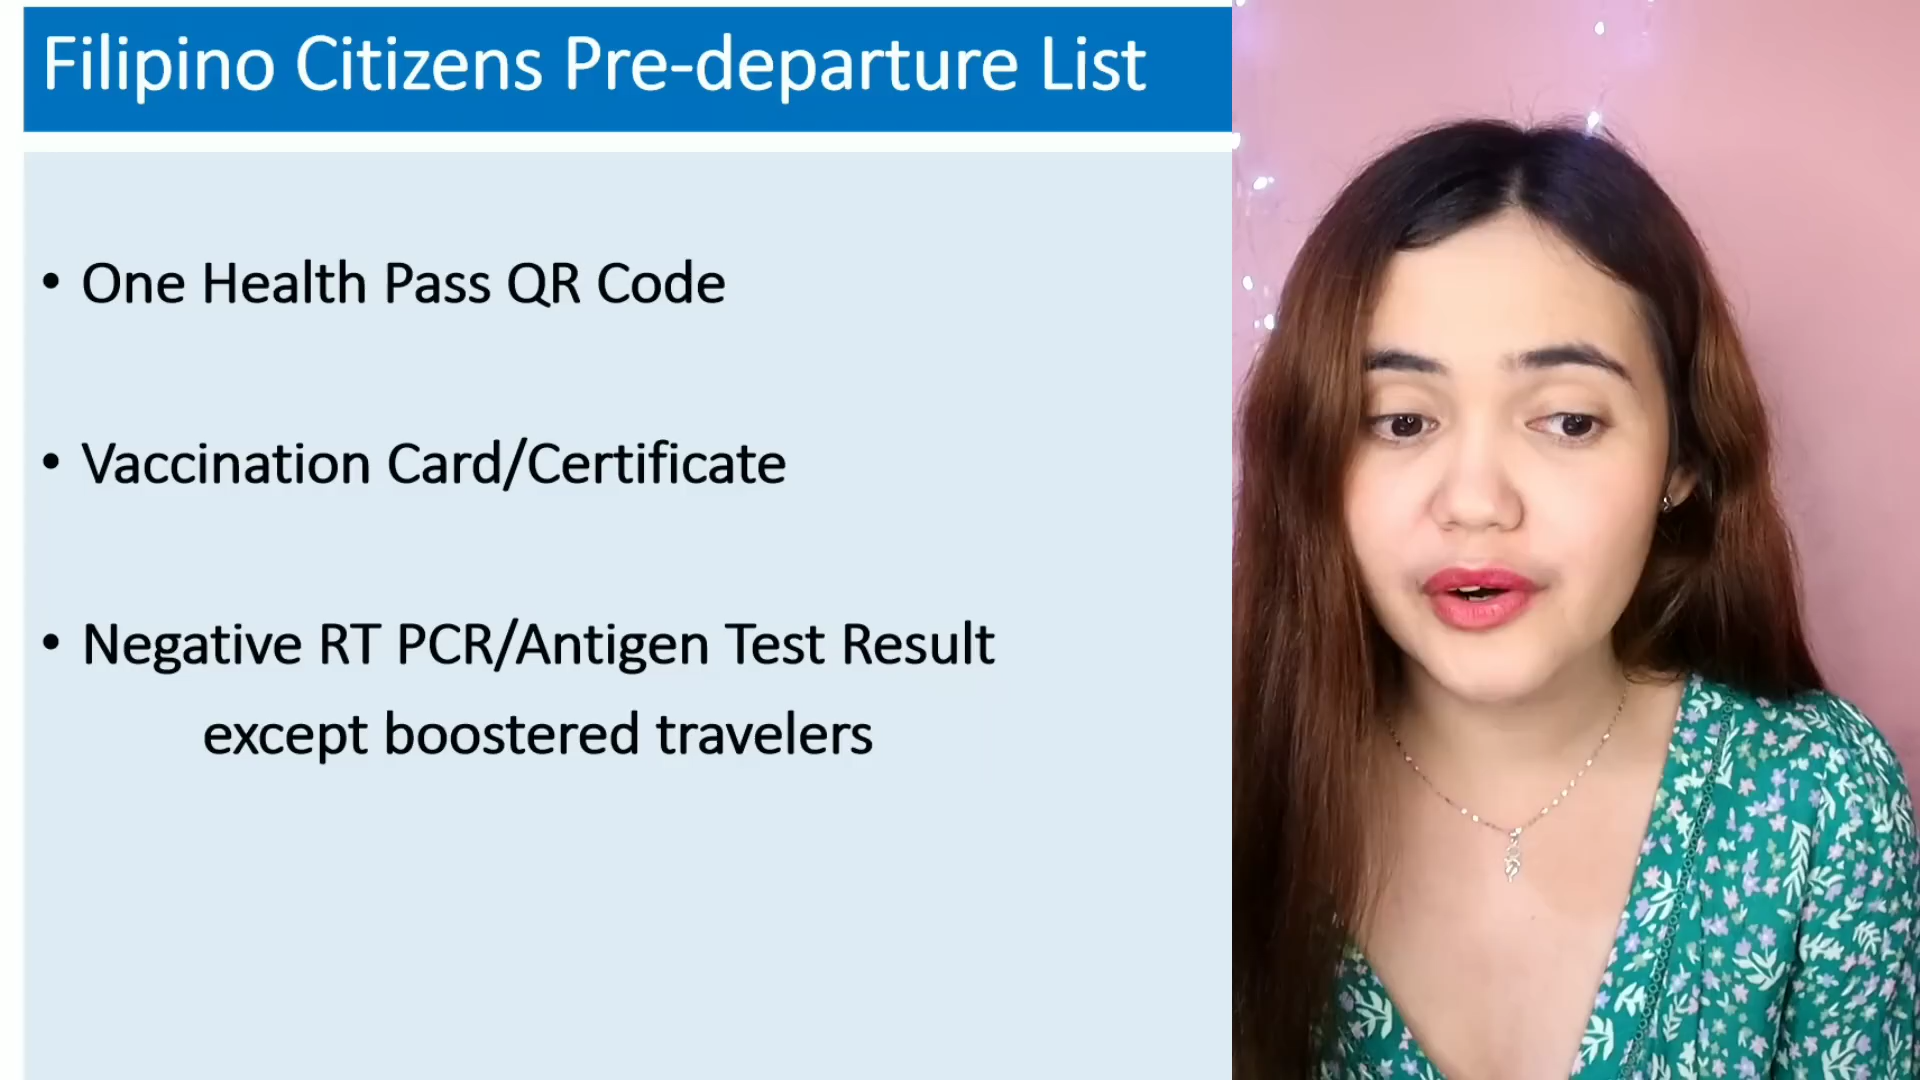 Filipino Citizens Pre-departure List
• One Health Pass QR Code
• Vaccination Card/Certificate
• Negative RT PCR/Antigen Test Result
except boostered travelers